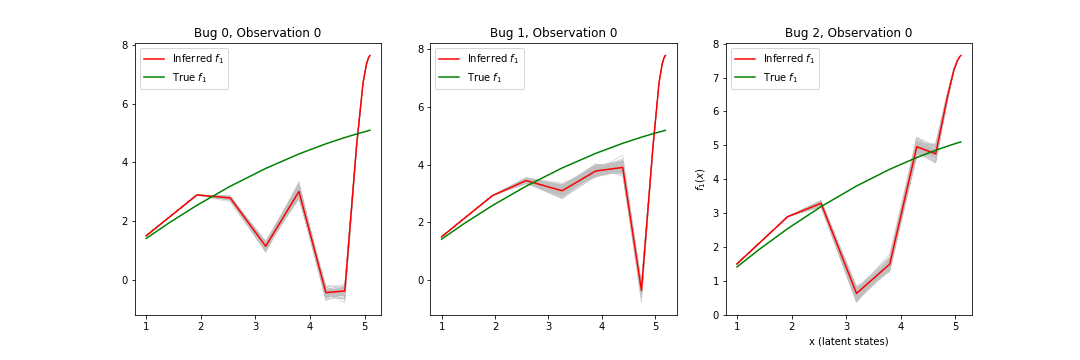 Bug 0, Observation 0
Inferred f₁
True f₁
8
6
4
2
0
1 2 3 4 5
Bug 1, Observation 0
Inferred f₁
True f₁
8
6
4
2
0
1 2 3 4 5
Bug 2, Observation 0
Inferred f₁
True f₁
f₁(x)
8
7
6
5
4
3
2
1
0
1 2 3 4 5
x (latent states)